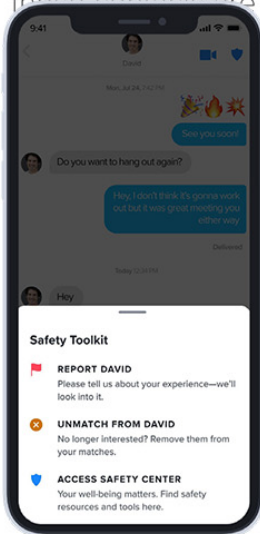 9:41
David
Mon, Jul 24, 7:42 PM
See you soon!
Do you want to hang out again?
Hey, I don't think it's gonna work
out but it was great meeting you
either way
Delivered
Today 12:31 PM
Hey
Safety Toolkit
REPORT DAVID
Please tell us about your experience—we'll
look into it.
UNMATCH FROM DAVID
No longer interested? Remove them from
your matches.
ACCESS SAFETY CENTER
Your well-being matters. Find safety
resources and tools here.